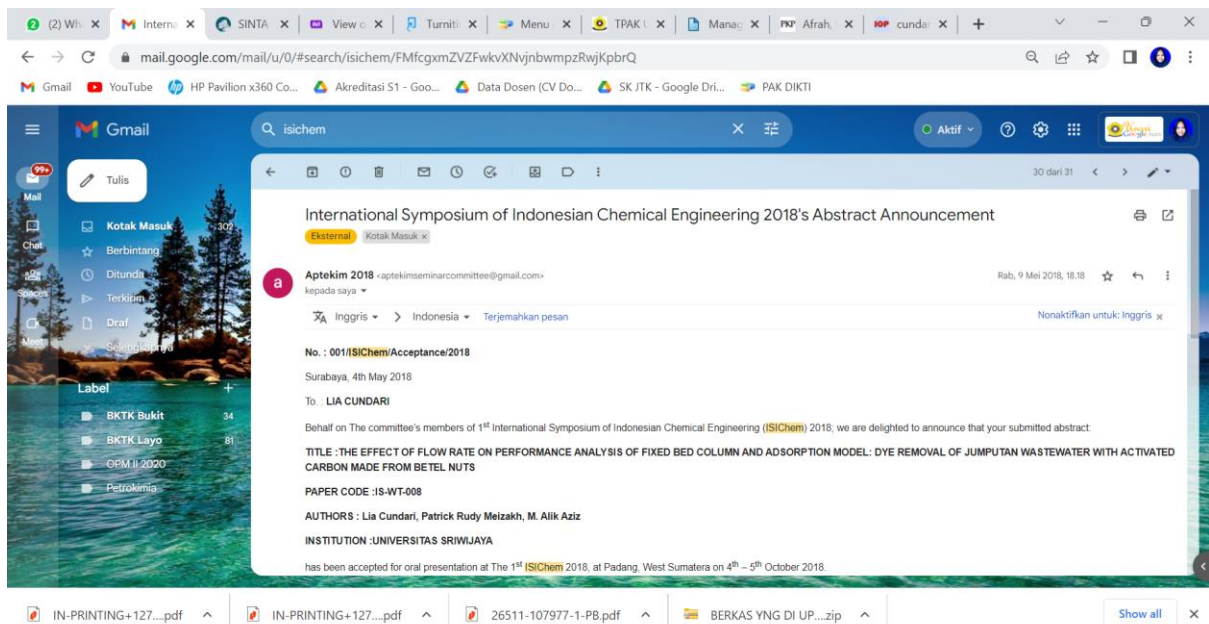 (2) Wh
Interna
SINTA
View o
Turniti
Menu
TPAK U
Manag
PKP Afrah,
IOP cundar
mail.google.com/mail/u/0/#search/isichem/FMfcgxmZVZFwkvXNvjnbwmpzRwjKpbrQ
Gmail
YouTube
HP Pavilion x360 Co...
Akreditasi S1 - Goo...
Data Dosen (CV Do...
SK JTK - Google Dri...
PAK DIKTI
Gmail
isichem
Aktif
99+
Mail
Chat
Spaces
Meet
Tulis
Kotak Masuk 302
Berbintang
Ditunda
Terkirim
Draf
Selengkapnya
Label +
BKTK Bukit 34
BKTK Layo 81
OPM II 2020
Petrokimia
30 dari 31
International Symposium of Indonesian Chemical Engineering 2018's Abstract Announcement
Eksternal Kotak Masuk x
a
Aptekim 2018 <aptekimseminarcommittee@gmail.com>
Rab, 9 Mei 2018, 18.18
kepada saya
Inggris > Indonesia Terjemahkan pesan
Nonaktifkan untuk: Inggris x
No. : 001/ISIChem/Acceptance/2018
Surabaya, 4th May 2018
To. : LIA CUNDARI
Behalf on The committee's members of 1st International Symposium of Indonesian Chemical Engineering (ISIChem) 2018; we are delighted to announce that your submitted abstract:
TITLE :THE EFFECT OF FLOW RATE ON PERFORMANCE ANALYSIS OF FIXED BED COLUMN AND ADSORPTION MODEL: DYE REMOVAL OF JUMPUTAN WASTEWATER WITH ACTIVATED
CARBON MADE FROM BETEL NUTS
PAPER CODE :IS-WT-008
AUTHORS : Lia Cundari, Patrick Rudy Meizakh, M. Alik Aziz
INSTITUTION :UNIVERSITAS SRIWIJAYA
has been accepted for oral presentation at The 1st ISIChem 2018, at Padang, West Sumatera on 4th – 5th October 2018.
IN-PRINTING+127....pdf
IN-PRINTING+127....pdf
26511-107977-1-PB.pdf
BERKAS YNG DI UP....zip
Show all